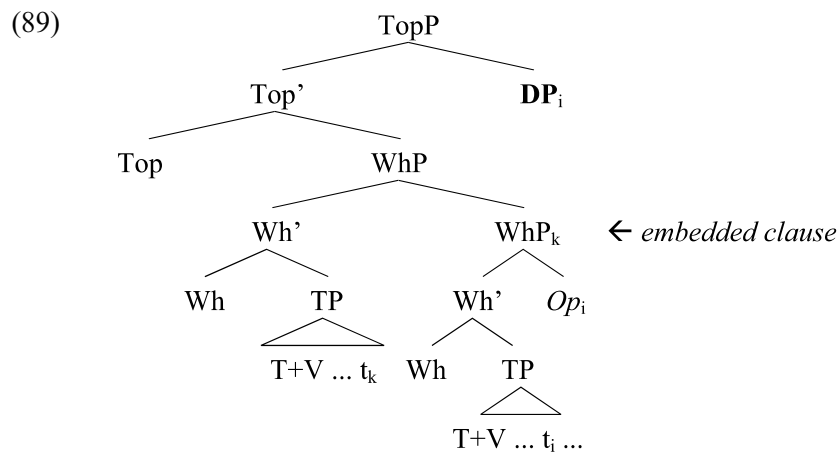 (89) TopP
Top’ DPᵢ
Top WhP
Wh’ WhPₖ ← embedded clause
Wh TP Wh’ Opᵢ
T+V ... tₖ Wh TP
T+V ... tᵢ ...